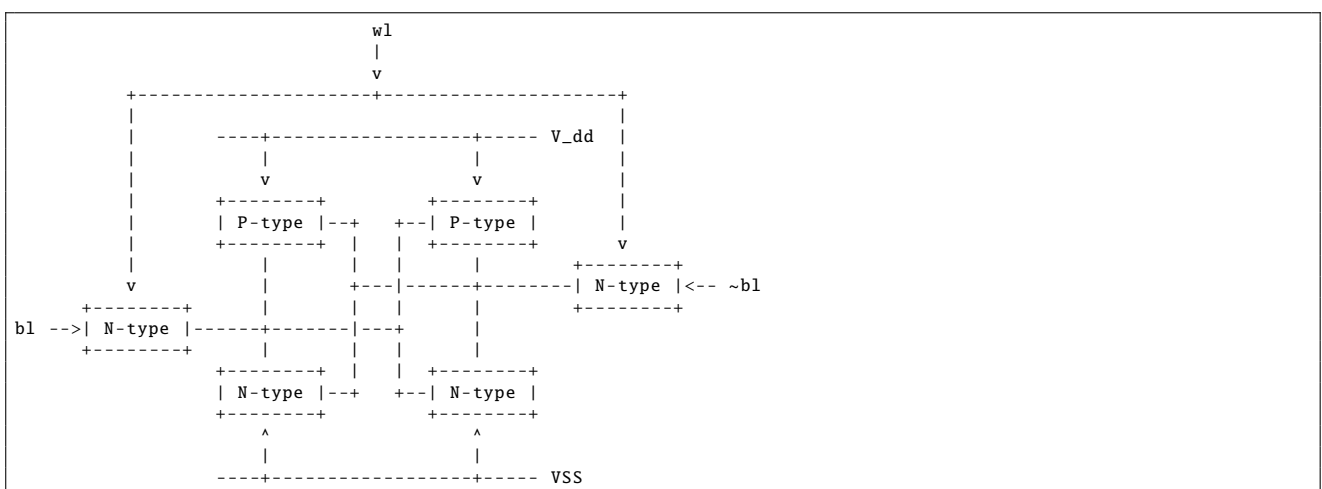 wl
V_dd
P-type P-type
N-type <-- ~bl
bl --> N-type
N-type N-type
VSS